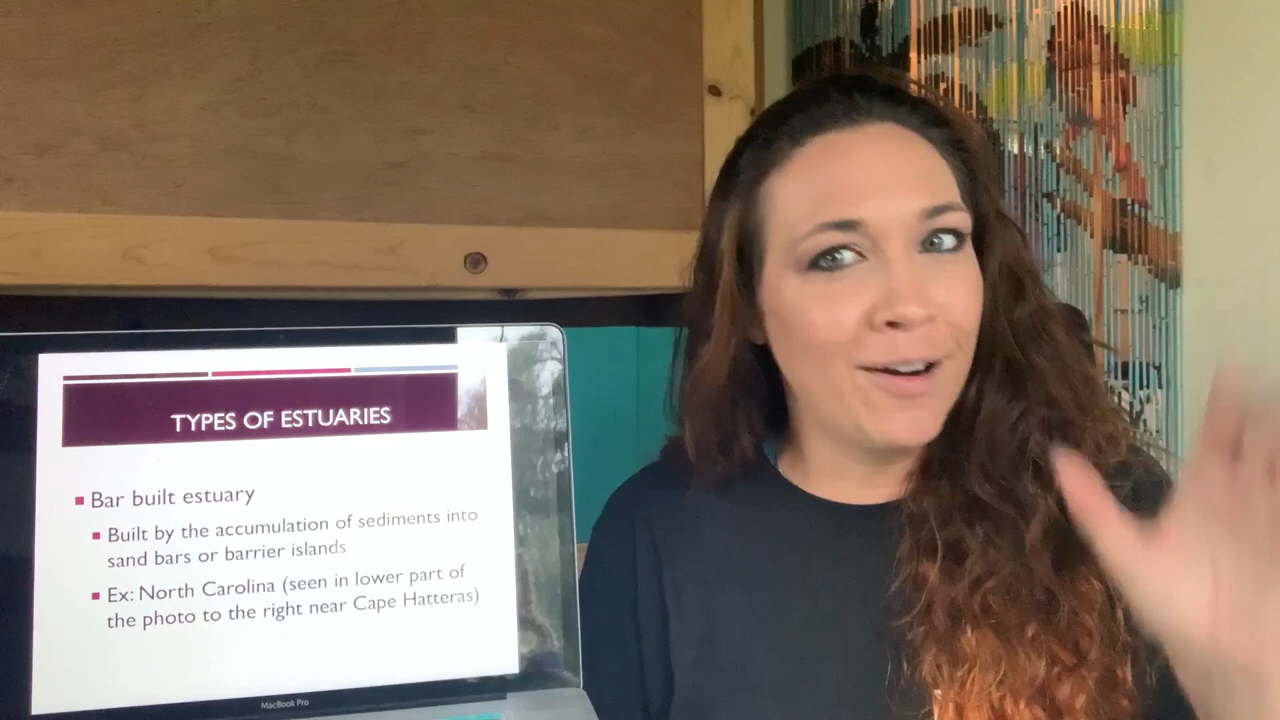 TYPES OF ESTUARIES
Bar built estuary
Built by the accumulation of sediments into
sand bars or barrier islands
Ex: North Carolina (seen in lower part of
the photo to the right near Cape Hatteras)
MacBook Pro